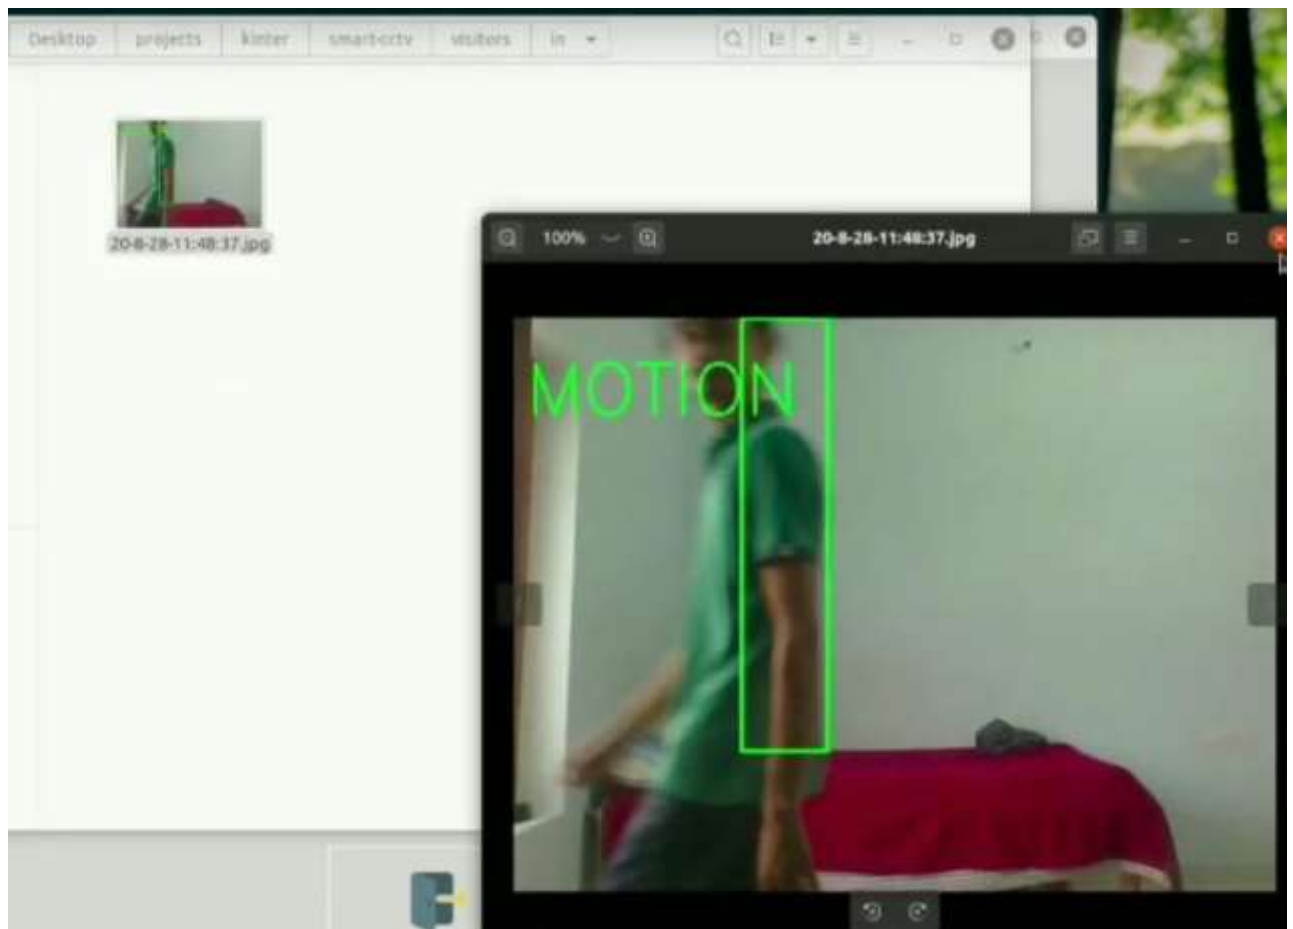 Desktop projects kinter smart-cctv visitors in
20-8-28-11:48:37.jpg
100% 20-8-28-11:48:37.jpg
MOTION